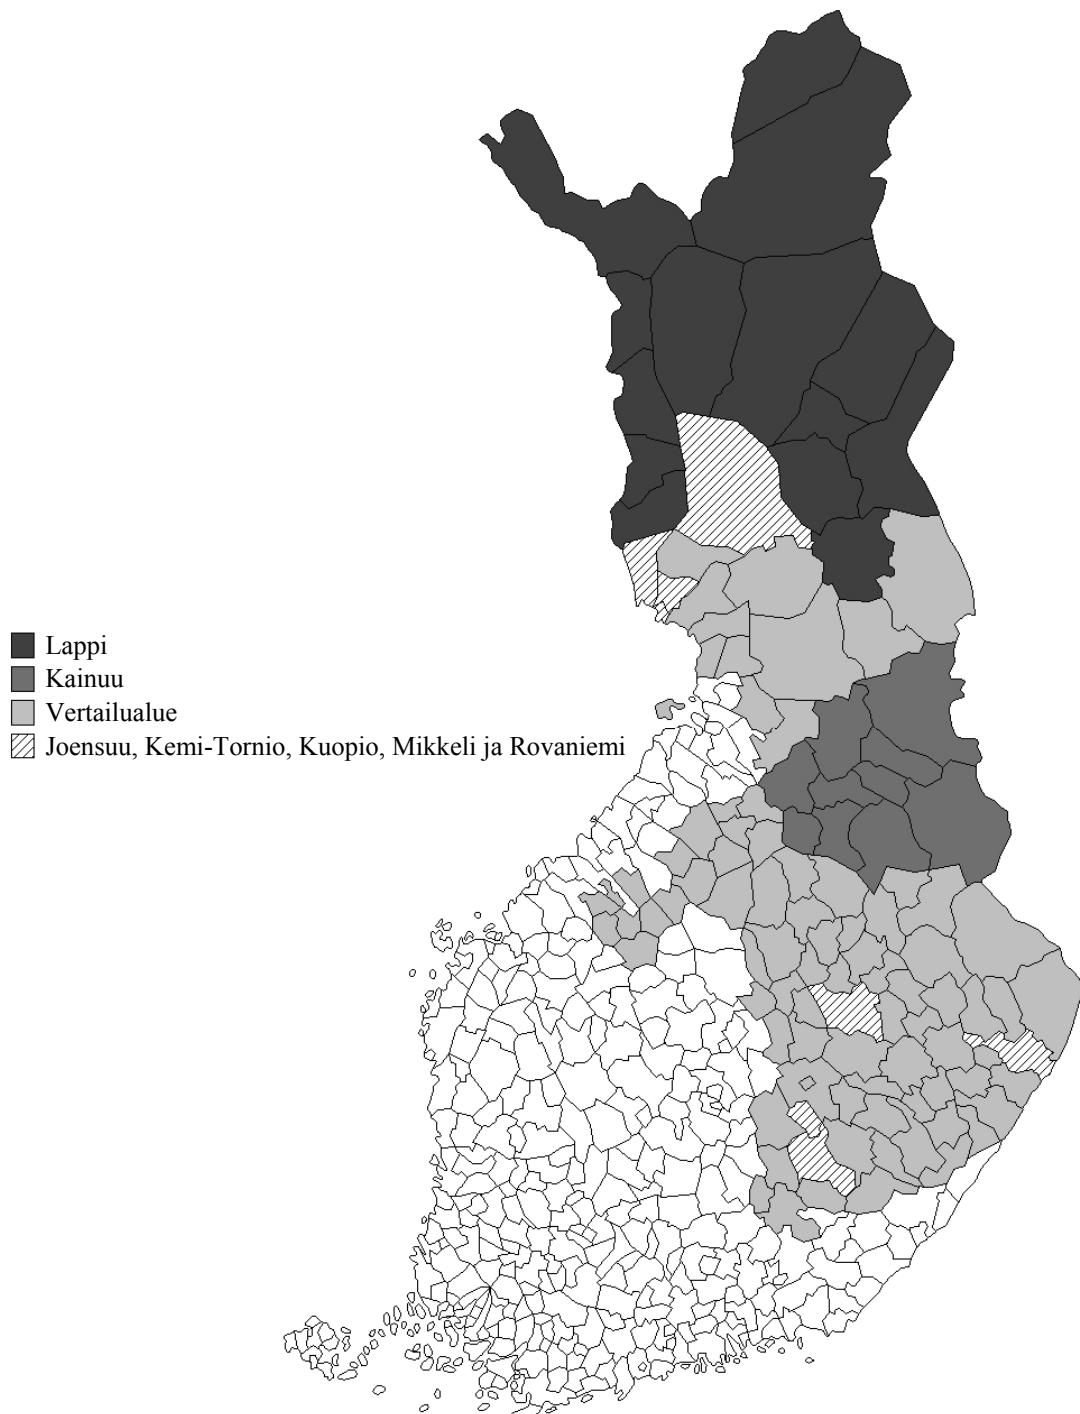 Lappi
Kainuu
Vertailualue
Joensuu, Kemi-Tornio, Kuopio, Mikkeli ja Rovaniemi